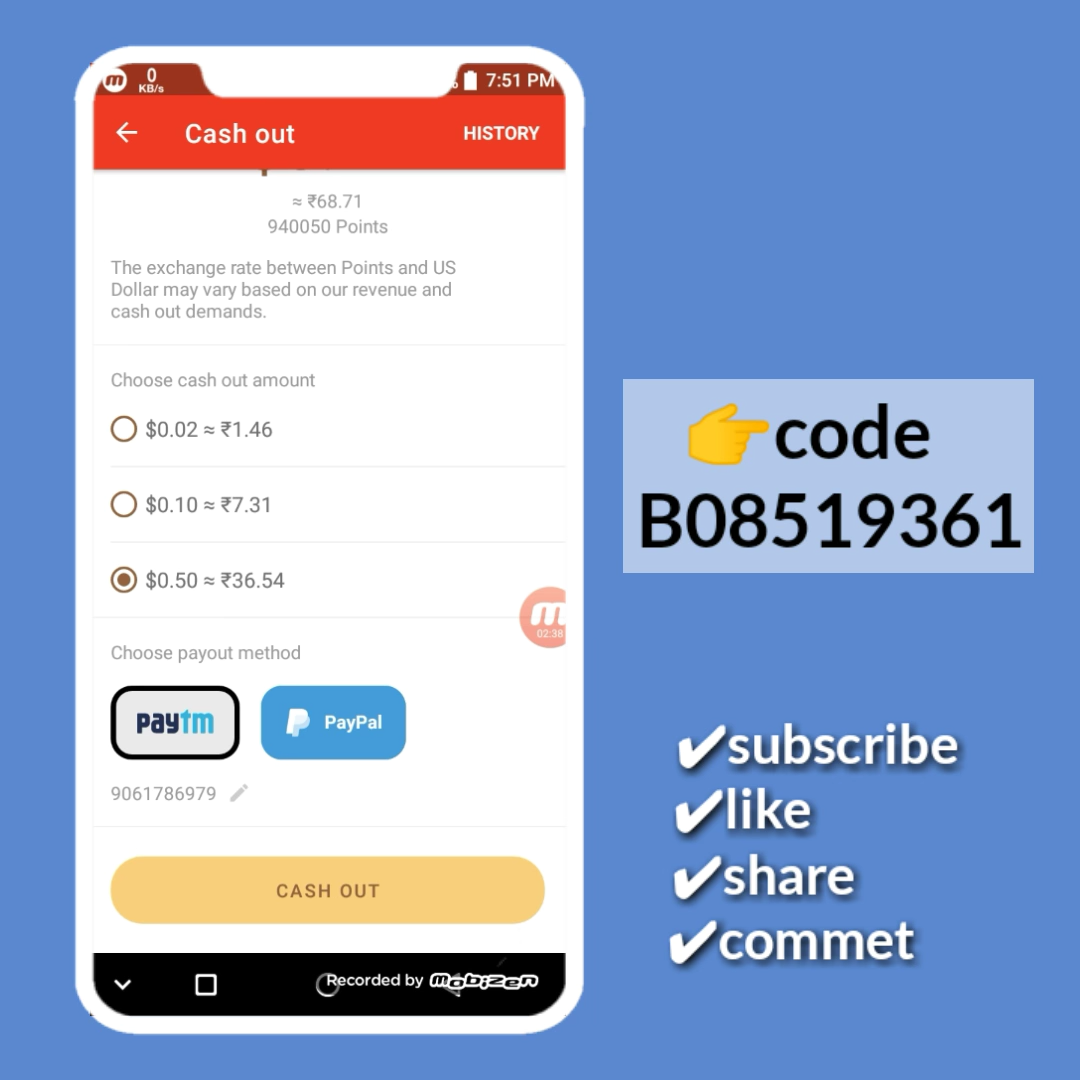 0
KB/s
7:51 PM
Cash out
HISTORY
≈ ₹68.71
940050 Points
The exchange rate between Points and US
Dollar may vary based on our revenue and
cash out demands.
Choose cash out amount
$0.02 ≈ ₹1.46
$0.10 ≈ ₹7.31
$0.50 ≈ ₹36.54
02:38
Choose payout method
paytm
PayPal
9061786979
CASH OUT
Recorded by mobizen
👉code
B08519361
✔subscribe
✔like
✔share
✔commet